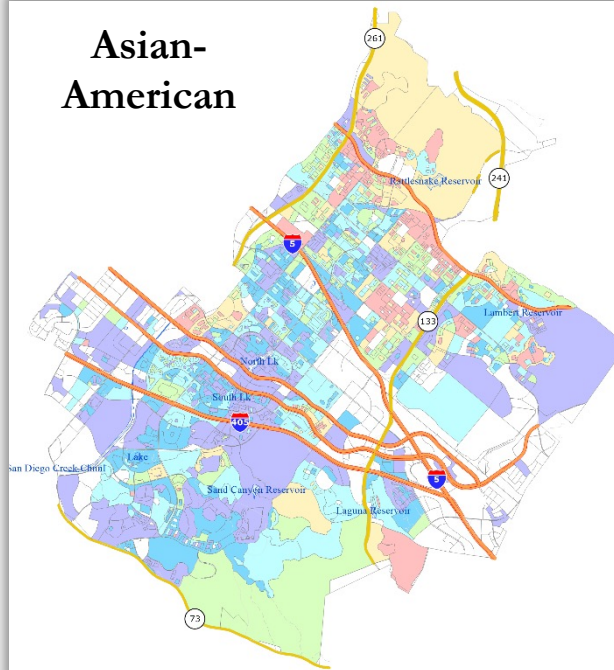 Asian-
American
261
241
Rattlesnake Reservoir
5
133
Lambert Reservoir
North Lk
South Lk
405
Lake
San Diego Creek Chnnl
Sand Canyon Reservoir
5
Laguna Reservoir
73